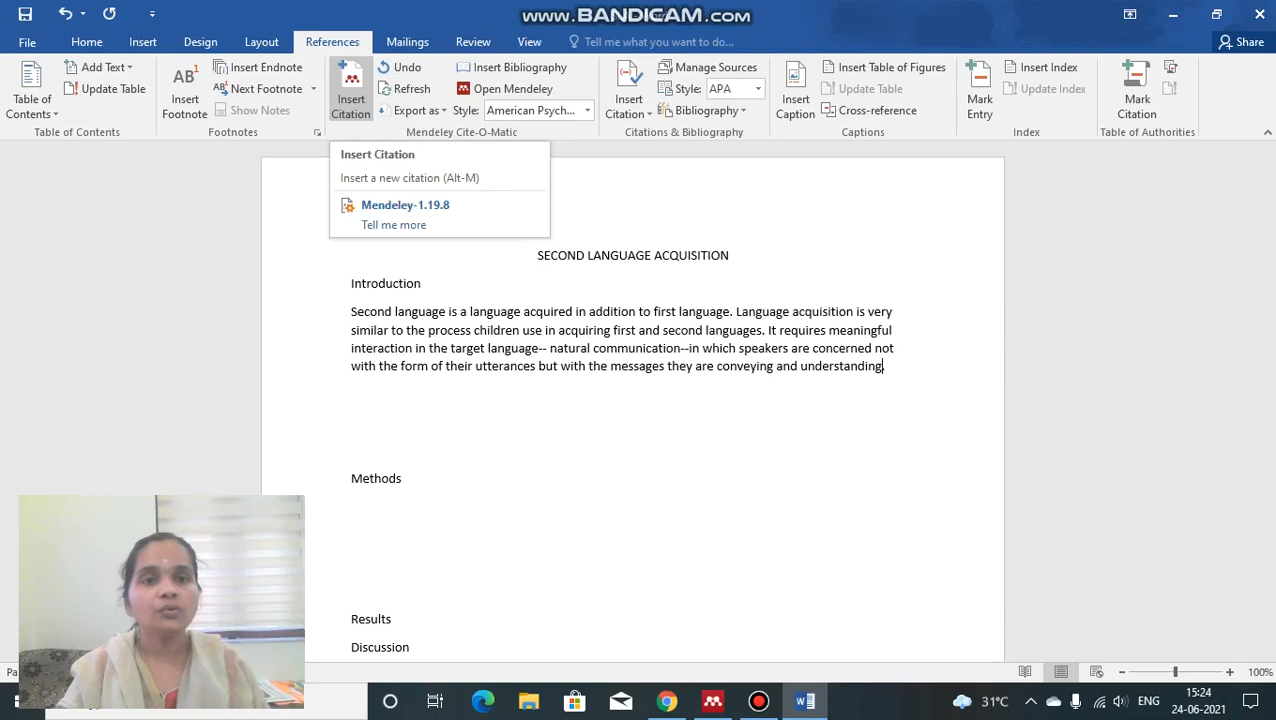 www.BANDICAM.com
File Home Insert Design Layout References Mailings Review View Tell me what you want to do... Share
Table of Contents
Add Text
Update Table
Table of Contents
AB1
Insert Footnote
Insert Endnote
AB1 Next Footnote
Show Notes
Footnotes
Insert Citation
Undo
Refresh
Export as
Insert Bibliography
Open Mendeley
Style: American Psych...
Mendeley Cite-O-Matic
Insert Citation
Manage Sources
Style: APA
Bibliography
Citations & Bibliography
Insert Caption
Insert Table of Figures
Update Table
Cross-reference
Captions
Mark Entry
Insert Index
Update Index
Index
Mark Citation
Table of Authorities
Insert Citation
Insert a new citation (Alt-M)
Mendeley-1.19.8
Tell me more
SECOND LANGUAGE ACQUISITION
Introduction
Second language is a language acquired in addition to first language. Language acquisition is very
similar to the process children use in acquiring first and second languages. It requires meaningful
interaction in the target language-- natural communication--in which speakers are concerned not
with the form of their utterances but with the messages they are conveying and understanding.
Methods
Results
Discussion
100%
31°C ENG 15:24
24-06-2021